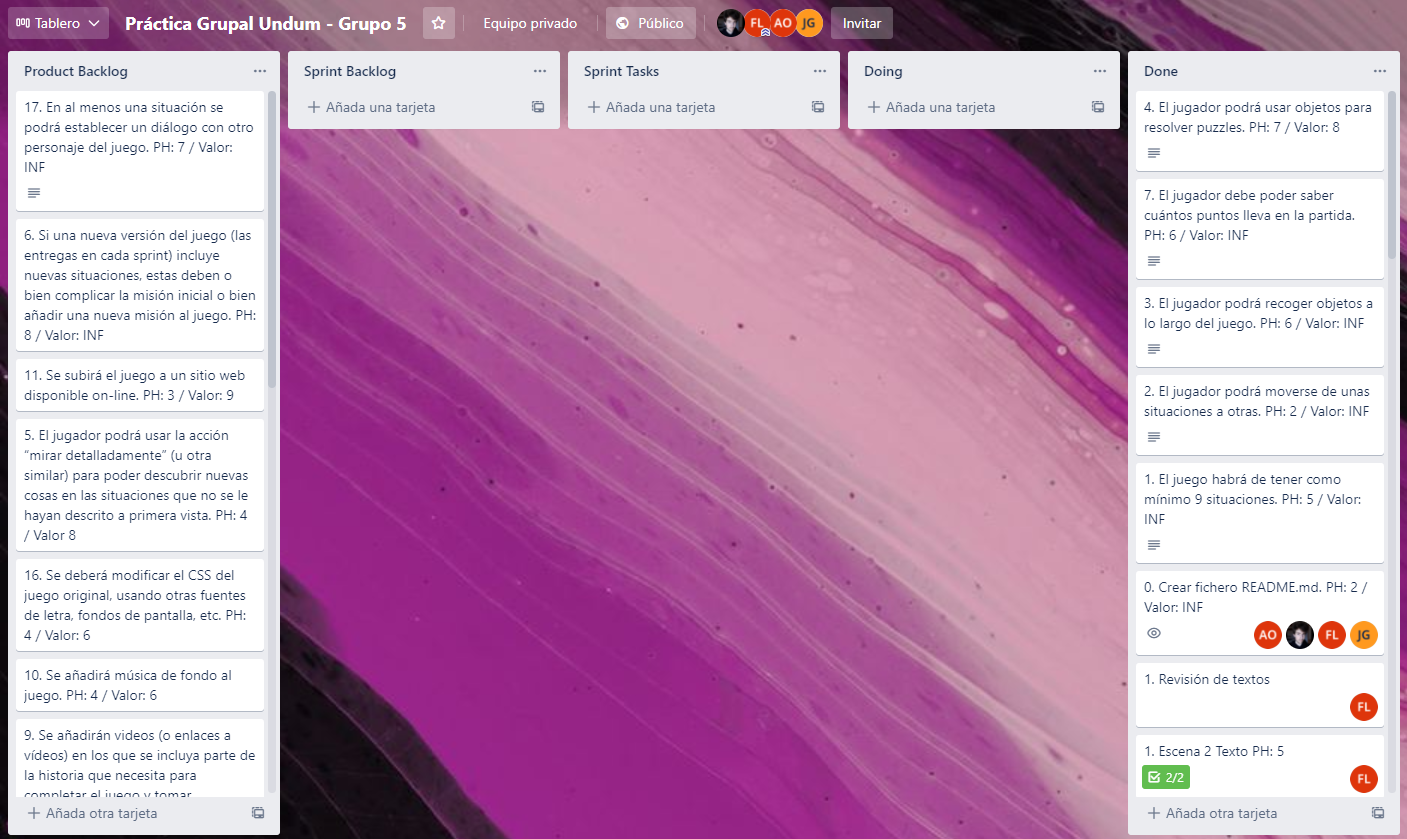 Tablero
Práctica Grupal Undum - Grupo 5
Equipo privado
Público
FL
AO
JG
Invitar
Product Backlog
17. En al menos una situación se
podrá establecer un diálogo con otro
personaje del juego. PH: 7 / Valor:
INF
6. Si una nueva versión del juego (las
entregas en cada sprint) incluye
nuevas situaciones, estas deben o
bien complicar la misión inicial o bien
añadir una nueva misión al juego. PH:
8 / Valor: INF
11. Se subirá el juego a un sitio web
disponible on-line. PH: 3 / Valor: 9
5. El jugador podrá usar la acción
“mirar detalladamente” (u otra
similar) para poder descubrir nuevas
cosas en las situaciones que no se le
hayan descrito a primera vista. PH: 4
/ Valor 8
16. Se deberá modificar el CSS del
juego original, usando otras fuentes
de letra, fondos de pantalla, etc. PH:
4 / Valor: 6
10. Se añadirá música de fondo al
juego. PH: 4 / Valor: 6
9. Se añadirán videos (o enlaces a
vídeos) en los que se incluya parte de
la historia que necesita para
completar el juego y tomar
Añada otra tarjeta
Sprint Backlog
Añada una tarjeta
Sprint Tasks
Añada una tarjeta
Doing
Añada una tarjeta
Done
4. El jugador podrá usar objetos para
resolver puzzles. PH: 7 / Valor: 8
7. El jugador debe poder saber
cuántos puntos lleva en la partida.
PH: 6 / Valor: INF
3. El jugador podrá recoger objetos a
lo largo del juego. PH: 6 / Valor: INF
2. El jugador podrá moverse de unas
situaciones a otras. PH: 2 / Valor: INF
1. El juego habrá de tener como
mínimo 9 situaciones. PH: 5 / Valor:
INF
0. Crear fichero README.md. PH: 2 /
Valor: INF
AO
FL
JG
1. Revisión de textos
FL
1. Escena 2 Texto PH: 5
2/2
FL
Añada otra tarjeta